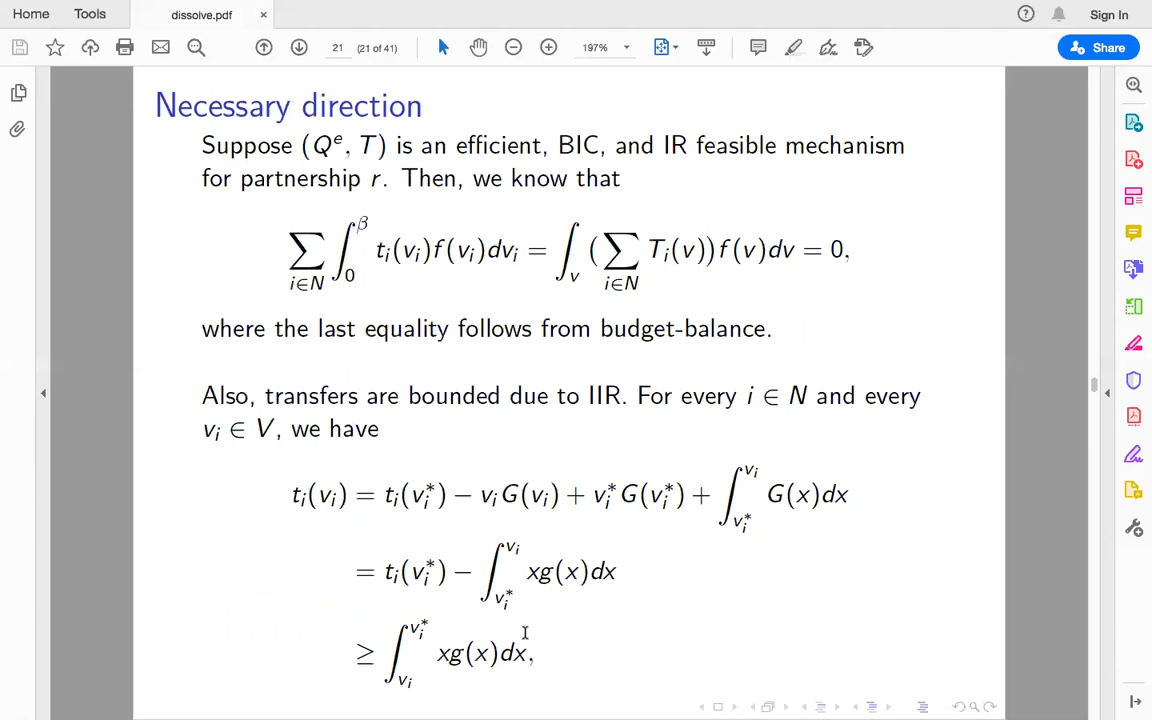 Home Tools dissolve.pdf × Sign In
21 (21 of 41) 197% Share
Necessary direction
Suppose (Qᵉ, T) is an efficient, BIC, and IR feasible mechanism
for partnership r. Then, we know that
∑_{i∈N} ∫_0^β t_i(v_i)f(v_i)dv_i = ∫_v (∑_{i∈N} T_i(v))f(v)dv = 0,
where the last equality follows from budget-balance.
Also, transfers are bounded due to IIR. For every i ∈ N and every
v_i ∈ V, we have
t_i(v_i) = t_i(v_i^*) − v_iG(v_i) + v_i^*G(v_i^*) + ∫_{v_i^*}^{v_i} G(x)dx
= t_i(v_i^*) − ∫_{v_i^*}^{v_i} xg(x)dx
≥ ∫_{v_i}^{v_i^*} xg(x)dx,